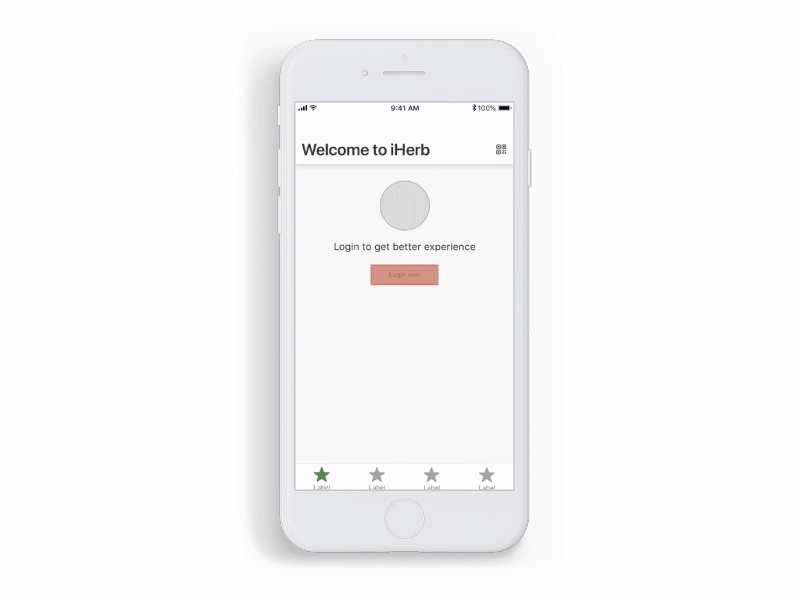 9:41 AM
100%
Welcome to iHerb
Login to get better experience
Login now
Label
Label
Label
Label